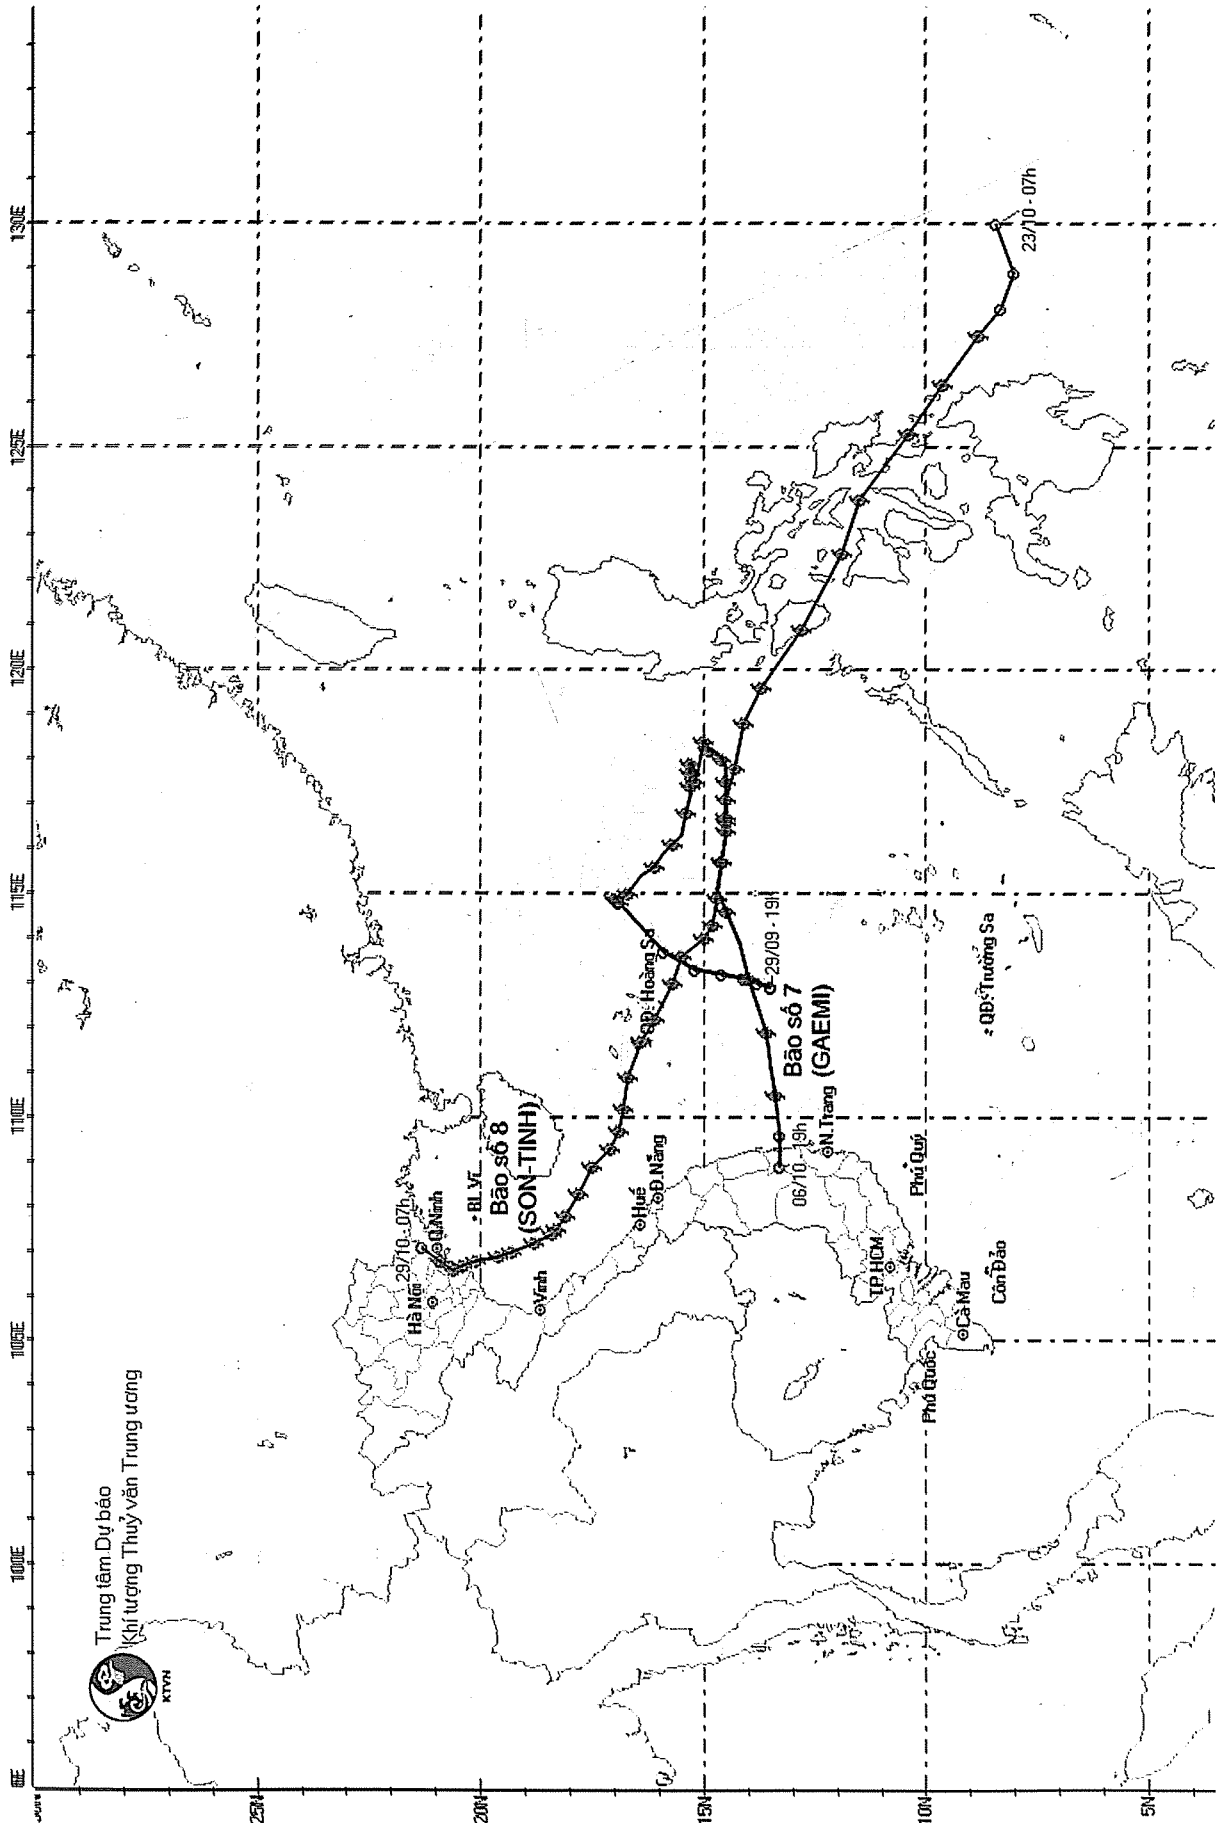 Trung tâm Dự báo
Khí tượng Thuỷ văn Trung ương
KTVN
100E
105E
110E
115E
120E
125E
130E
25N
20N
15N
10N
5N
29/10 - 07h
Hà Nội
Q.Ninh
BL Vĩ
Bão số 8
(SON-TINH)
Vinh
Huế
Đ.Nẵng
QĐ. Hoàng Sa
29/09 - 19h
Bão số 7
(GAEMI)
06/10 - 19h
N.Trang
Phú Quý
TP.HCM
Cà Mau
Côn Đảo
Phú Quốc
QĐ. Trường Sa
23/10 - 07h